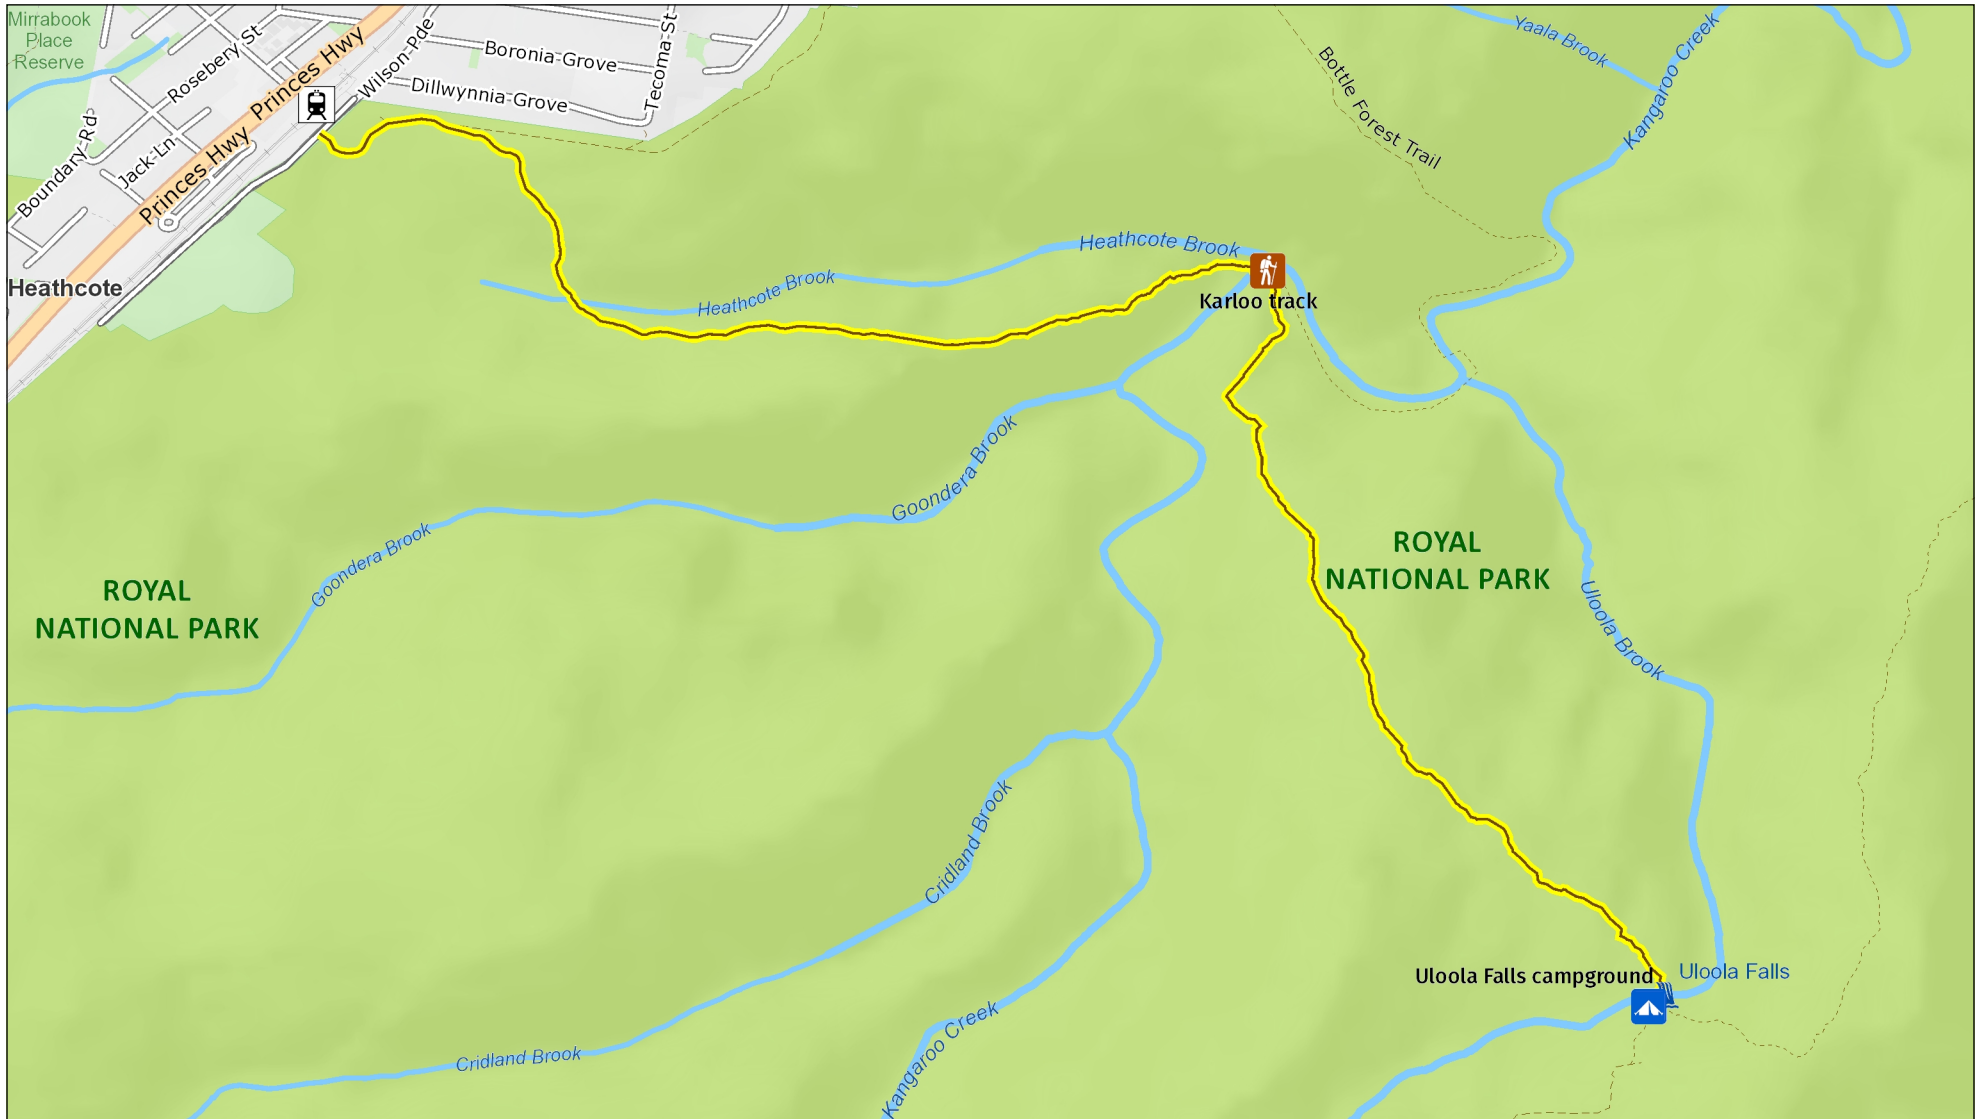 Mirrabook
Place
Reserve
Rosebery St
Princes Hwy
Wilson-Pde
Boronia-Grove
Dillwynnia-Grove
Tecoma-St
Boundary-Rd
Jack-Ln
Princes Hwy
Heathcote
Bottle Forest Trail
Yaala Brook
Kangaroo Creek
Heathcote Brook
Heathcote Brook
Karloo track
Goondera Brook
Goondera Brook
ROYAL
NATIONAL PARK
ROYAL
NATIONAL PARK
Uloola Brook
Cridland Brook
Cridland Brook
Kangaroo Creek
Uloola Falls campground
Uloola Falls